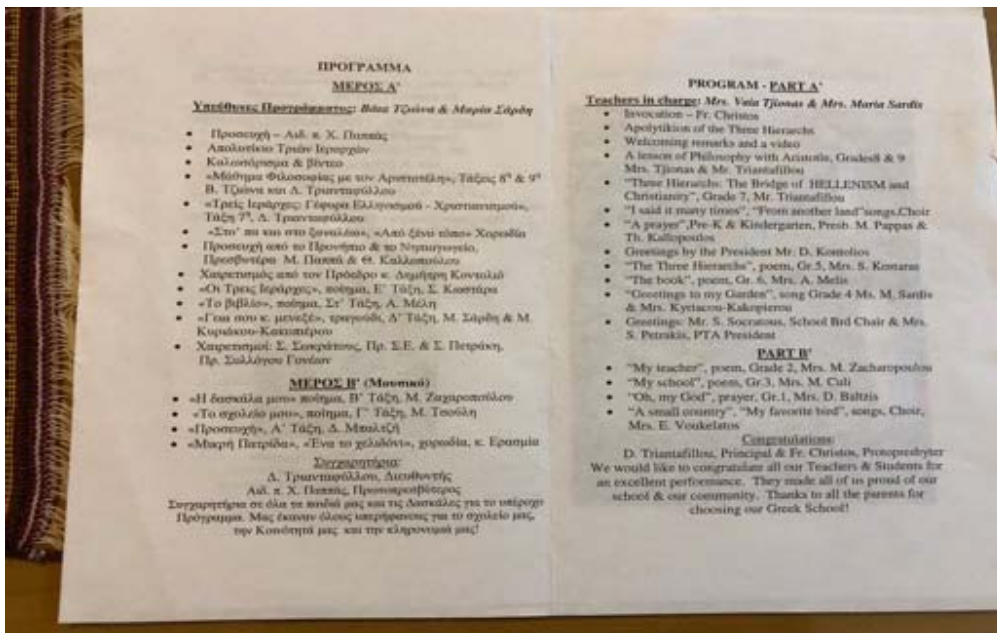 ΠΡΟΓΡΑΜΜΑ
ΜΕΡΟΣ Α'
Υπεύθυνες Προγράμματος: Βάια Τζιώνα & Μαρία Σάρδη
• Προσευχή – Αιδ. π. Χ. Παππάς
• Απολυτίκιο Τριών Ιεραρχών
• Καλωσόρισμα & βίντεο
• «Μάθημα Φιλοσοφίας με τον Αριστοτέλη», Τάξεις 8η & 9η
Β. Τζιώνα και Δ. Τριανταφύλλου
• «Τρείς Ιεράρχες: Γέφυρα Ελληνισμού - Χριστιανισμού»,
Τάξη 7η, Δ. Τριανταφύλλου
• «Στο' πα και στο ξαναλέω», «Από ξένο τόπο» Χορωδία
• Προσευχή από το Προνήπιο & το Νηπιαγωγείο,
Πρεσβυτέρα Μ. Παππά & Θ. Καλλοπούλου
• Χαιρετισμός από τον Πρόεδρο κ. Δημήτρη Κοντολιό
• «Οι Τρεις Ιεράρχες», ποίημα, Ε' Τάξη, Σ. Κωστάρα
• «Το βιβλίο», ποίημα, Στ' Τάξη, Α. Μέλη
• «Γεια σου κ. μενεξέ», τραγούδι, Δ' Τάξη, Μ. Σάρδη & Μ.
Κυριάκου-Κακοπιέρου
• Χαιρετισμοί: Σ. Σωκράτους, Πρ. Σ.Ε. & Σ. Πετράκη,
Πρ. Συλλόγου Γονέων
ΜΕΡΟΣ Β' (Μουσικό)
• «Η δασκάλα μου» ποίημα, Β' Τάξη, Μ. Ζαχαροπούλου
• «Το σχολείο μου», ποίημα, Γ' Τάξη, Μ. Τσούλη
• «Προσευχή», Α' Τάξη, Δ. Μπαλτζή
• «Μικρή Πατρίδα», «Ένα το χελιδόνι», χορωδία, κ. Ερασμία
Συγχαρητήρια:
Δ. Τριανταφύλλου, Διευθυντής
Αιδ. π. Χ. Παππάς, Πρωτοπρεσβύτερος
Συγχαρητήρια σε όλα τα παιδιά μας και τις Δασκάλες για το υπέροχο
Πρόγραμμα. Μας έκαναν όλους υπερήφανους για το σχολείο μας,
την Κοινότητά μας και την κληρονομιά μας!
PROGRAM - PART A'
Teachers in charge: Mrs. Vaia Tjionas & Mrs. Maria Sardis
• Invocation – Fr. Christos
• Apolytikion of the Three Hierarchs
• Welcoming remarks and a video
• A lesson of Philosophy with Aristotle, Grades8 & 9
Mrs. Tjionas & Mr. Triantafillou
• "Three Hierarchs: The Bridge of HELLENISM and
Christianity", Grade 7, Mr. Triantafillou
• "I said it many times", "From another land"songs,Choir
• "A prayer",Pre-K & Kindergarten, Presb. M. Pappas &
Th. Kallopoulos
• Greetings by the President Mr. D. Kontolios
• "The Three Hierarchs", poem, Gr.5, Mrs. S. Kostaras
• "The book", poem, Gr. 6, Mrs. A. Melis
• "Greetings to my Garden", song Grade 4 Ms. M. Sardis
& Mrs. Kyriacou-Kakopierou
• Greetings: Mr. S. Socratous, School Brd Chair & Mrs.
S. Petrakis, PTA President
PART B'
• "My teacher", poem, Grade 2, Mrs. M. Zacharopoulou
• "My school", poem, Gr.3, Mrs. M. Culi
• "Oh, my God", prayer, Gr.1, Mrs. D. Baltzis
• "A small country", "My favorite bird", songs, Choir,
Mrs. E. Voukelatos
Congratulations:
D. Triantafillou, Principal & Fr. Christos, Protopresbyter
We would like to congratulate all our Teachers & Students for
an excellent performance. They made all of us proud of our
school & our community. Thanks to all the parents for
choosing our Greek School!